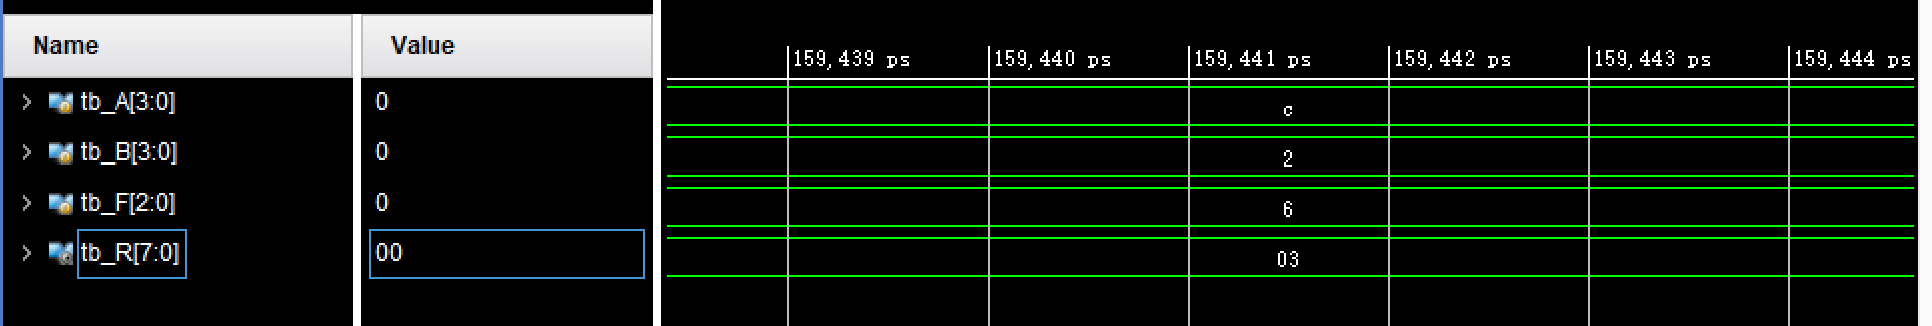 Name Value
159,439 ps 159,440 ps 159,441 ps 159,442 ps 159,443 ps 159,444 ps
tb_A[3:0] 0 c
tb_B[3:0] 0 2
tb_F[2:0] 0 6
tb_R[7:0] 00 03